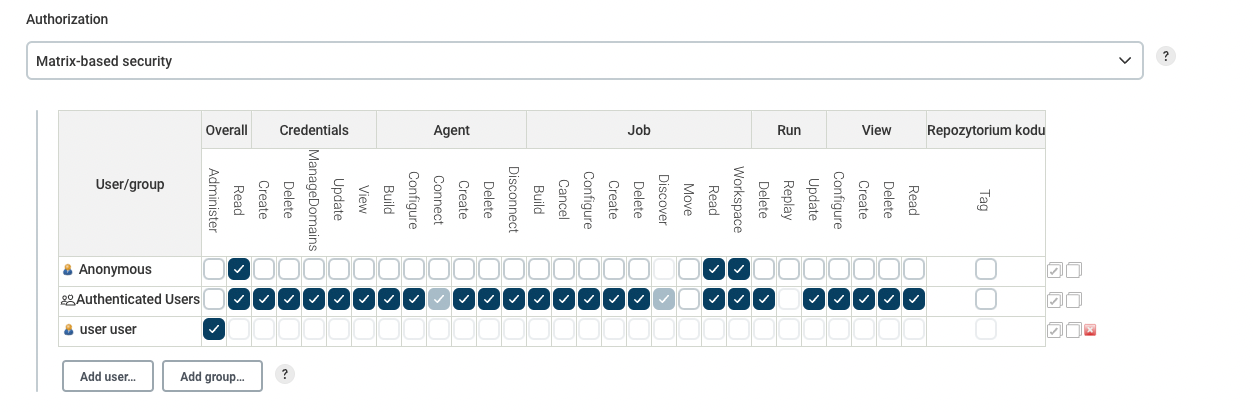 Authorization
Matrix-based security
?
User/group Overall Credentials Agent Job Run View Repozytorium kodu
Administer Read Create Delete ManageDomains Update View Build Configure Connect Create Delete Disconnect Build Cancel Configure Create Delete Discover Move Read Workspace Delete Replay Update Configure Create Delete Read Tag
Anonymous
Authenticated Users
user user
Add user... Add group... ?